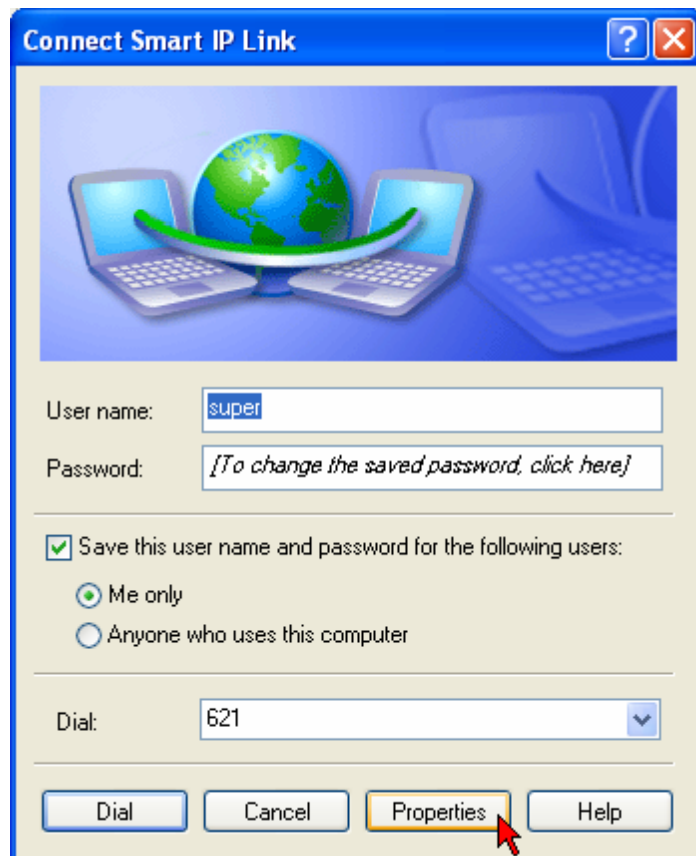 Connect Smart IP Link
User name:
super
Password:
[To change the saved password, click here]
Save this user name and password for the following users:
Me only
Anyone who uses this computer
Dial:
621
Dial
Cancel
Properties
Help